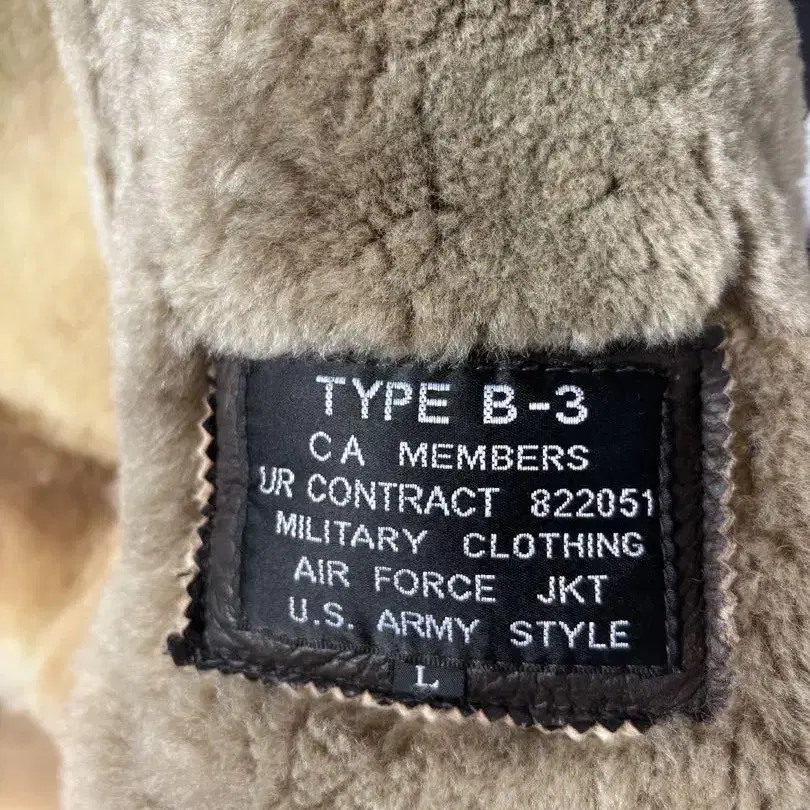 TYPE B-3
CA MEMBERS
UR CONTRACT 822051
MILITARY CLOTHING
AIR FORCE JKT
U.S. ARMY STYLE
L